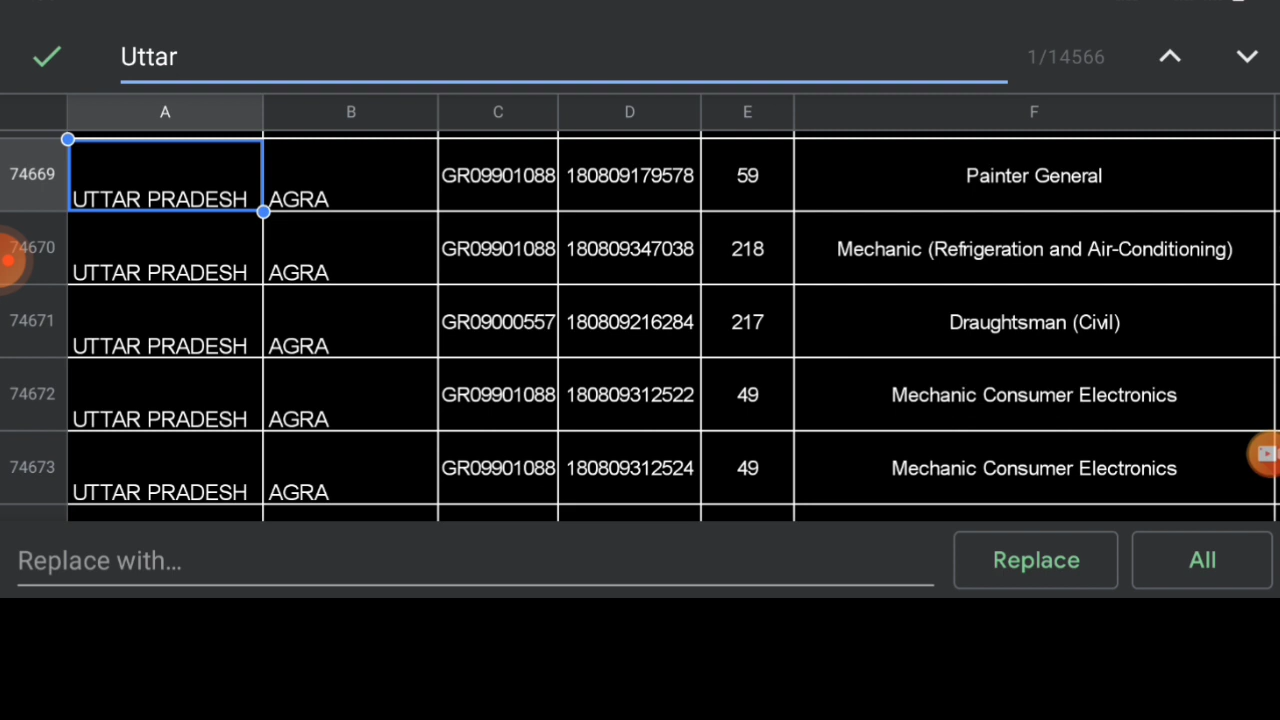 Uttar 1/14566
A B C D E F
74669 UTTAR PRADESH AGRA GR09901088 180809179578 59 Painter General
74670 UTTAR PRADESH AGRA GR09901088 180809347038 218 Mechanic (Refrigeration and Air-Conditioning)
74671 UTTAR PRADESH AGRA GR09000557 180809216284 217 Draughtsman (Civil)
74672 UTTAR PRADESH AGRA GR09901088 180809312522 49 Mechanic Consumer Electronics
74673 UTTAR PRADESH AGRA GR09901088 180809312524 49 Mechanic Consumer Electronics
Replace with... Replace All